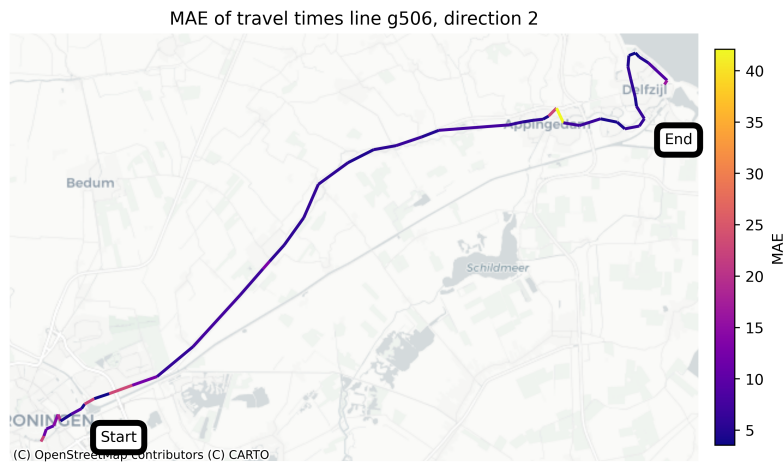 MAE of travel times line g506, direction 2
Delfzijl
Appingedam
End
Bedum
Schildmeer
RONINGEN
Start
(C) OpenStreetMap contributors (C) CARTO
40
35
30
25
20
15
10
5
MAE